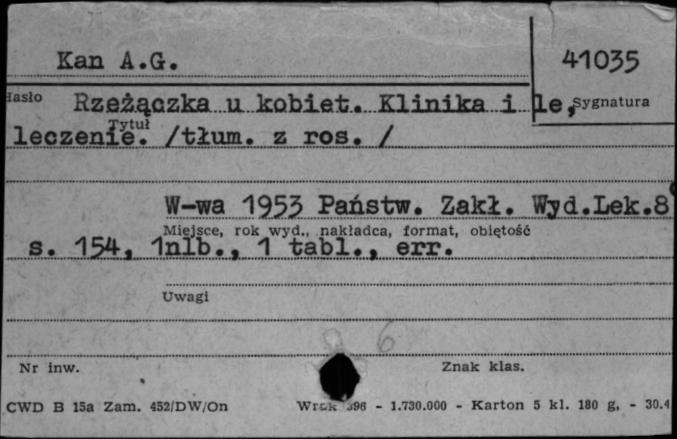 Kan A.G.
41035
Hasło
Rzeżączka u kobiet. Klinika i le,
Sygnatura
Tytuł
leczenie. /tłum. z ros. /
W-wa 1953 Państw. Zakł. Wyd.Lek.8°
Miejsce, rok wyd., nakładca, format, objętość
s. 154, 1nlb., 1 tabl., err.
Uwagi
6
Nr inw.
Znak klas.
CWD B 15a Zam. 452/DW/On
396 - 1.730.000 - Karton 5 kl. 180 g, - 30.4